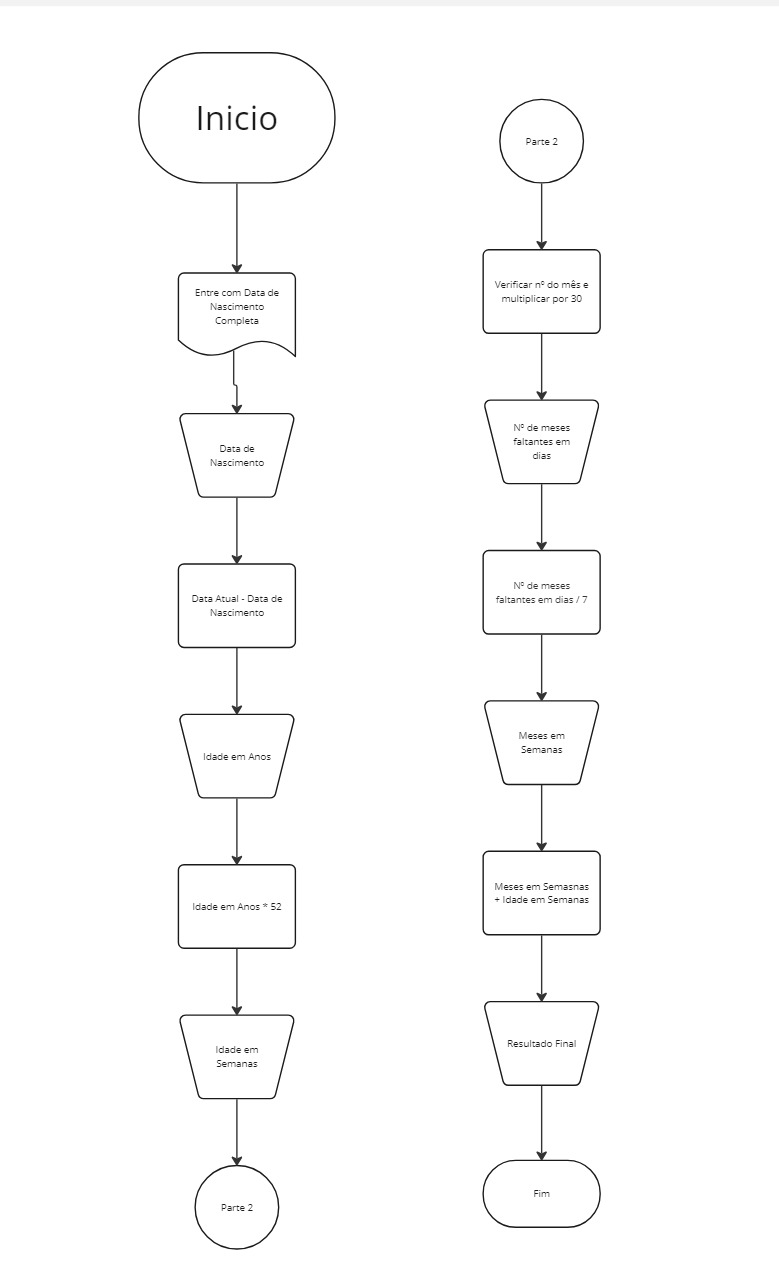 Inicio
Entre com Data de
Nascimento
Completa
Data de
Nascimento
Data Atual - Data de
Nascimento
Idade em Anos
Idade em Anos * 52
Idade em
Semanas
Parte 2
Parte 2
Verificar nº do mês e
multiplicar por 30
Nº de meses
faltantes em
dias
Nº de meses
faltantes em dias / 7
Meses em
Semanas
Meses em Semasnas
+ Idade em Semanas
Resultado Final
Fim